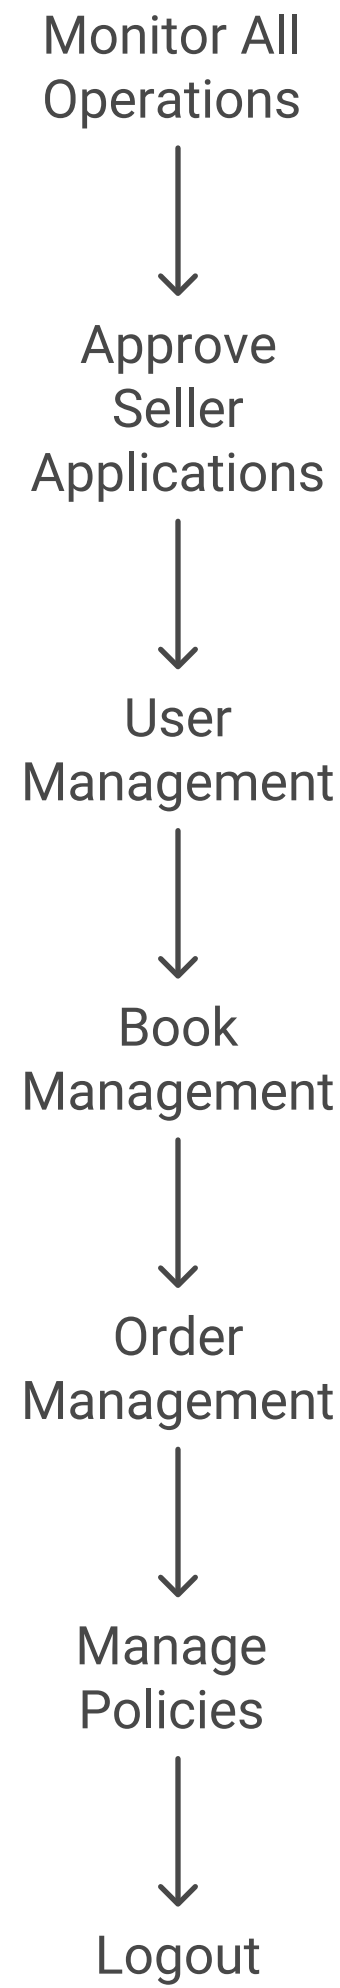 Monitor All
Operations
Approve
Seller
Applications
User
Management
Book
Management
Order
Management
Manage
Policies
Logout